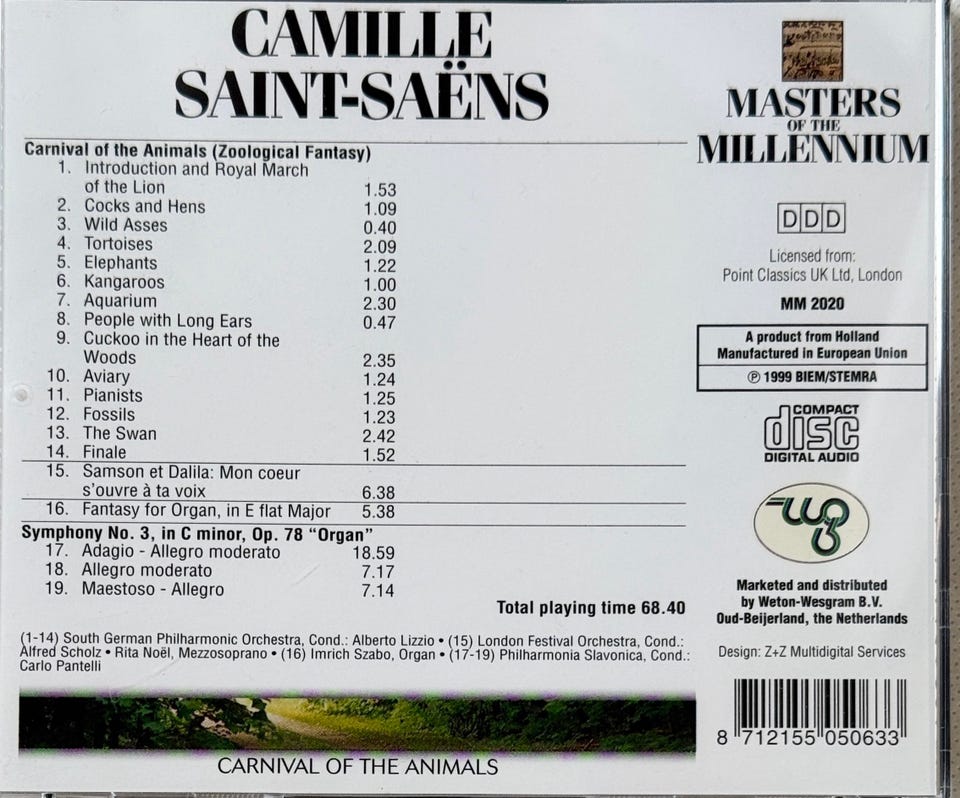 CAMILLE
SAINT-SAËNS
Carnival of the Animals (Zoological Fantasy)
1. Introduction and Royal March
of the Lion 1.53
2. Cocks and Hens 1.09
3. Wild Asses 0.40
4. Tortoises 2.09
5. Elephants 1.22
6. Kangaroos 1.00
7. Aquarium 2.30
8. People with Long Ears 0.47
9. Cuckoo in the Heart of the
Woods 2.35
10. Aviary 1.24
11. Pianists 1.25
12. Fossils 1.23
13. The Swan 2.42
14. Finale 1.52
15. Samson et Dalila: Mon coeur
s'ouvre à ta voix 6.38
16. Fantasy for Organ, in E flat Major 5.38
Symphony No. 3, in C minor, Op. 78 “Organ”
17. Adagio - Allegro moderato 18.59
18. Allegro moderato 7.17
19. Maestoso - Allegro 7.14
Total playing time 68.40
(1-14) South German Philharmonic Orchestra, Cond.: Alberto Lizzio • (15) London Festival Orchestra, Cond.:
Alfred Scholz • Rita Noël, Mezzosoprano • (16) Imrich Szabo, Organ • (17-19) Philharmonia Slavonica, Cond.:
Carlo Pantelli
CARNIVAL OF THE ANIMALS
MASTERS
OF THE
MILLENNIUM
DDD
Licensed from:
Point Classics UK Ltd, London
MM 2020
A product from Holland
Manufactured in European Union
℗ 1999 BIEM/STEMRA
COMPACT
disc
DIGITAL AUDIO
wg
Marketed and distributed
by Weton-Wesgram B.V.
Oud-Beijerland, the Netherlands
Design: Z+Z Multidigital Services
8 712155 050633